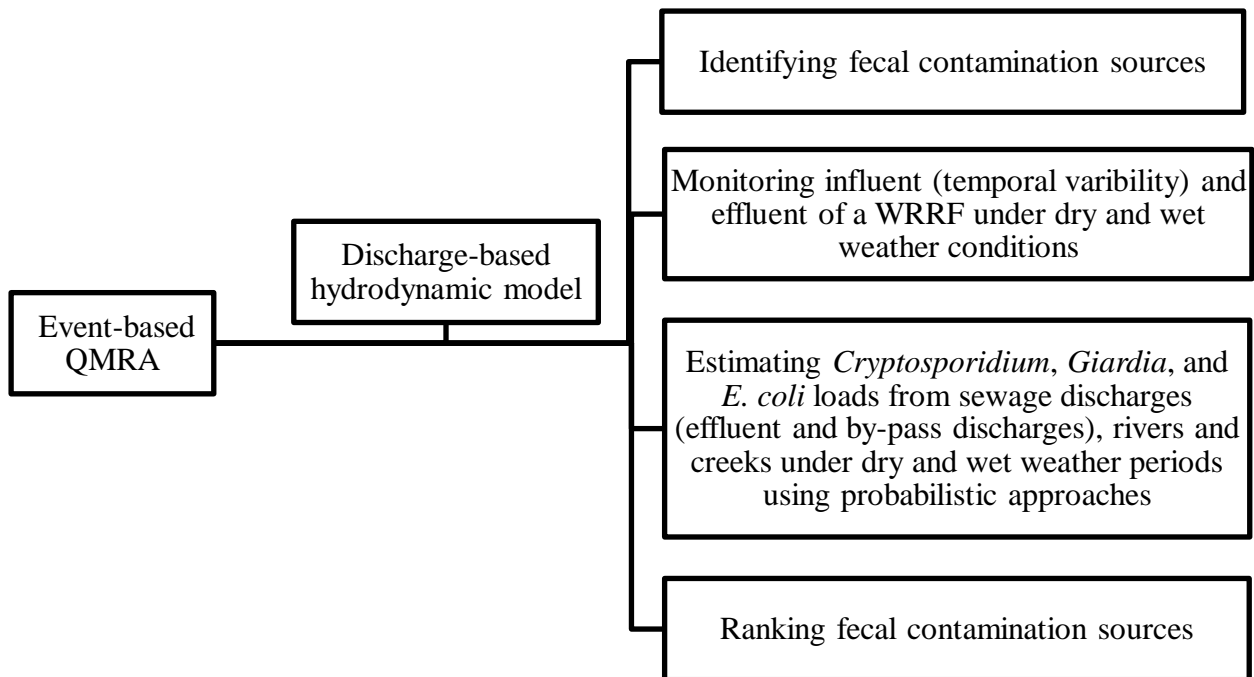 Identifying fecal contamination sources
Monitoring influent (temporal varibility) and
effluent of a WRRF under dry and wet
weather conditions
Discharge-based
hydrodynamic model
Event-based
QMRA
Estimating Cryptosporidium, Giardia, and
E. coli loads from sewage discharges
(effluent and by-pass discharges), rivers and
creeks under dry and wet weather periods
using probabilistic approaches
Ranking fecal contamination sources